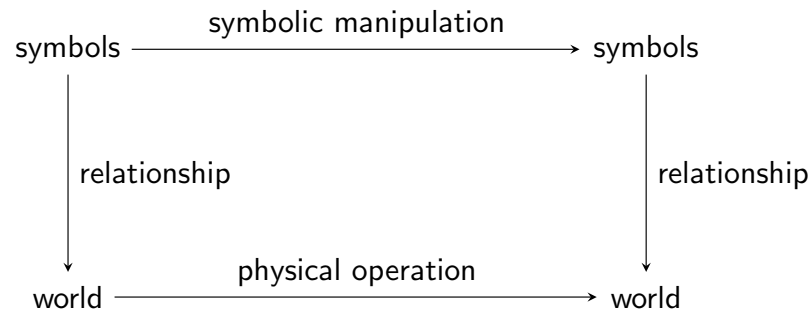 symbolic manipulation
symbols symbols
relationship relationship
physical operation
world world